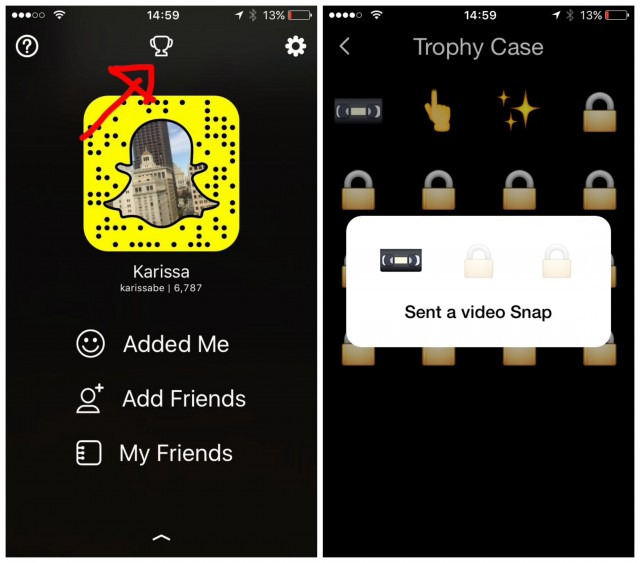 14:59
13%
Karissa
karissabe | 6,787
Added Me
Add Friends
My Friends
14:59
13%
Trophy Case
Sent a video Snap